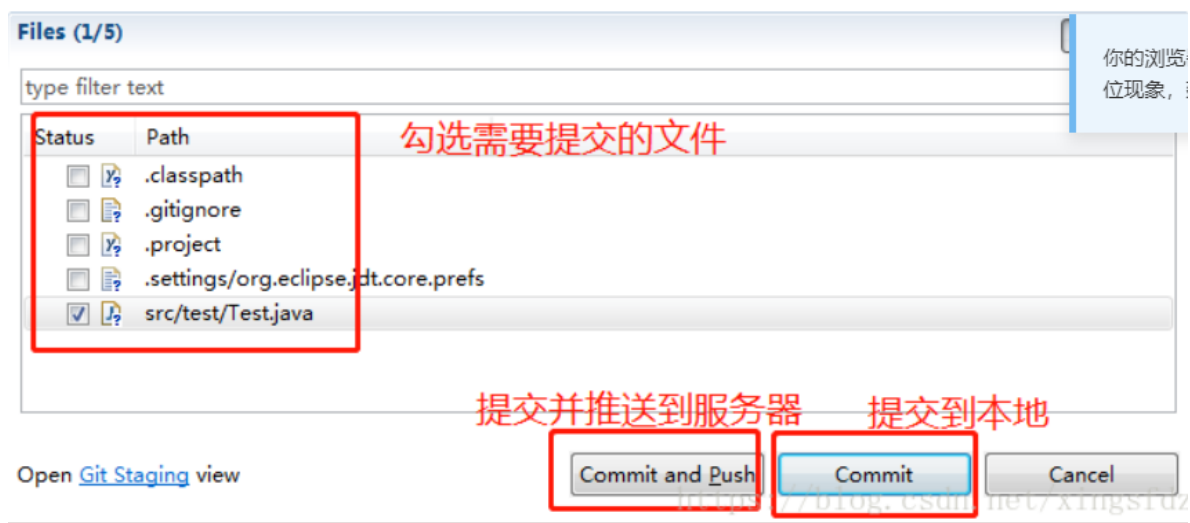 Files (1/5)
你的浏览
位现象,
type filter text
Status Path
勾选需要提交的文件
.classpath
.gitignore
.project
.settings/org.eclipse.jdt.core.prefs
src/test/Test.java
提交并推送到服务器 提交到本地
Open Git Staging view
Commit and Push Commit Cancel
https://blog.csdn.net/xingsfdz